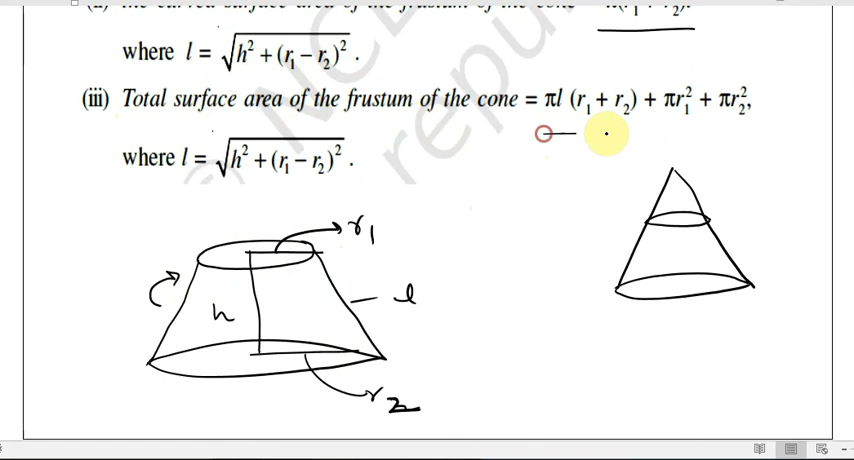 where l = √h² + (r₁ – r₂)² .
(iii) Total surface area of the frustum of the cone = πl (r₁ + r₂) + πr₁² + πr₂²,
where l = √h² + (r₁ – r₂)² .
r₁
h
l
r₂